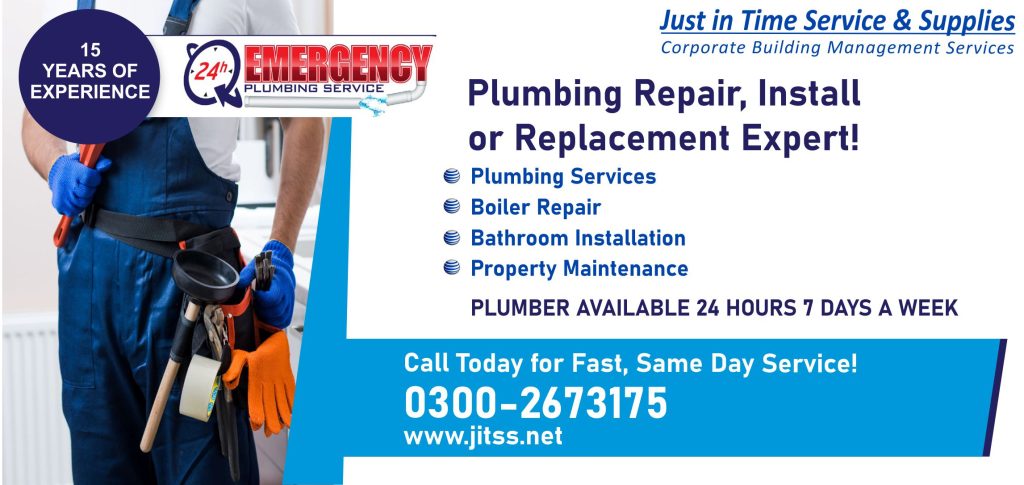 15
YEARS OF
EXPERIENCE
24h
EMERGENCY
PLUMBING SERVICE
Just in Time Service & Supplies
Corporate Building Management Services
Plumbing Repair, Install
or Replacement Expert!
Plumbing Services
Boiler Repair
Bathroom Installation
Property Maintenance
PLUMBER AVAILABLE 24 HOURS 7 DAYS A WEEK
Call Today for Fast, Same Day Service!
0300-2673175
www.jitss.net